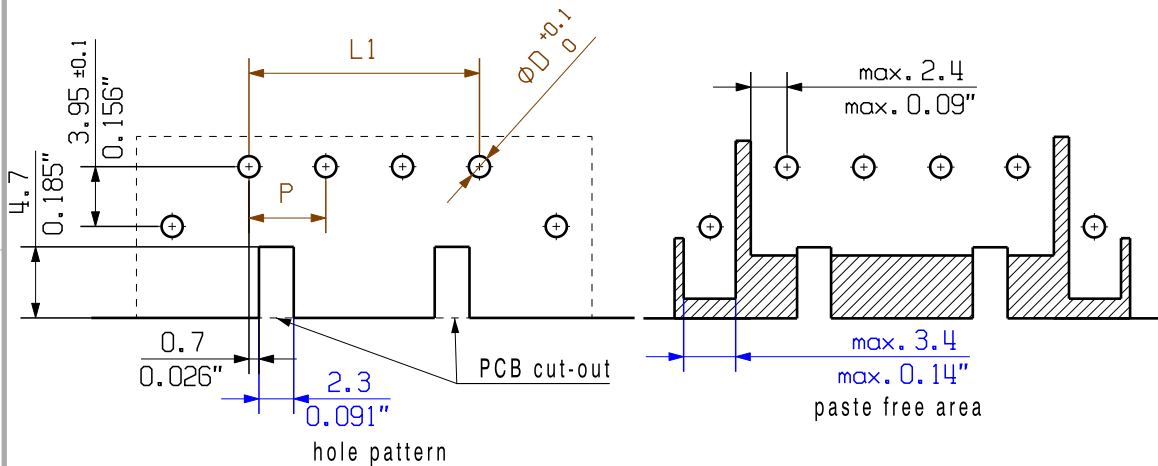 L1
ΦD +0.1 0
3.95 ±0.1
0.156"
4.7
0.185"
P
0.7
0.026"
2.3
0.091"
PCB cut-out
hole pattern
max. 2.4
max. 0.09"
max. 3.4
max. 0.14"
paste free area